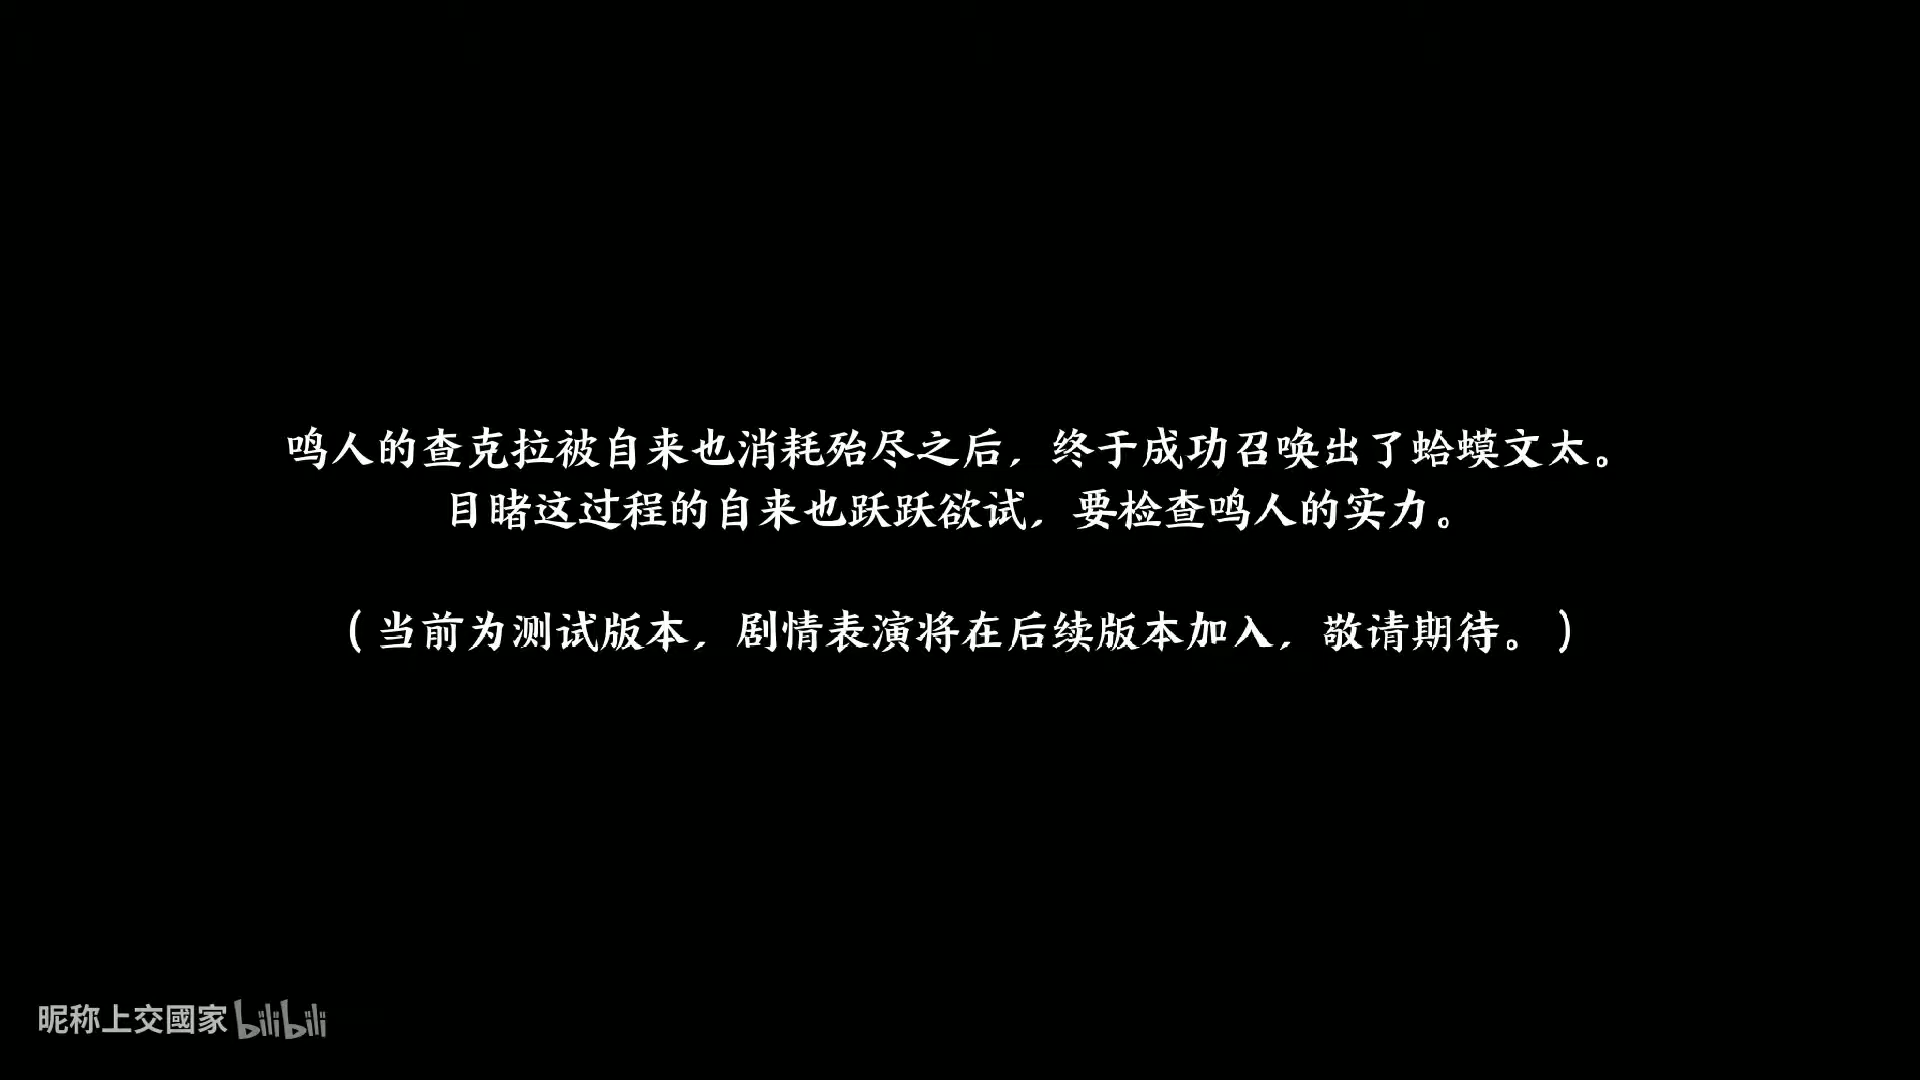 鸣人的查克拉被自来也消耗殆尽之后，终于成功召唤出了蛤蟆文太。
目睹这过程的自来也跃跃欲试，要检查鸣人的实力。
（当前为测试版本，剧情表演将在后续版本加入，敬请期待。）
昵称上交國家 bilibili